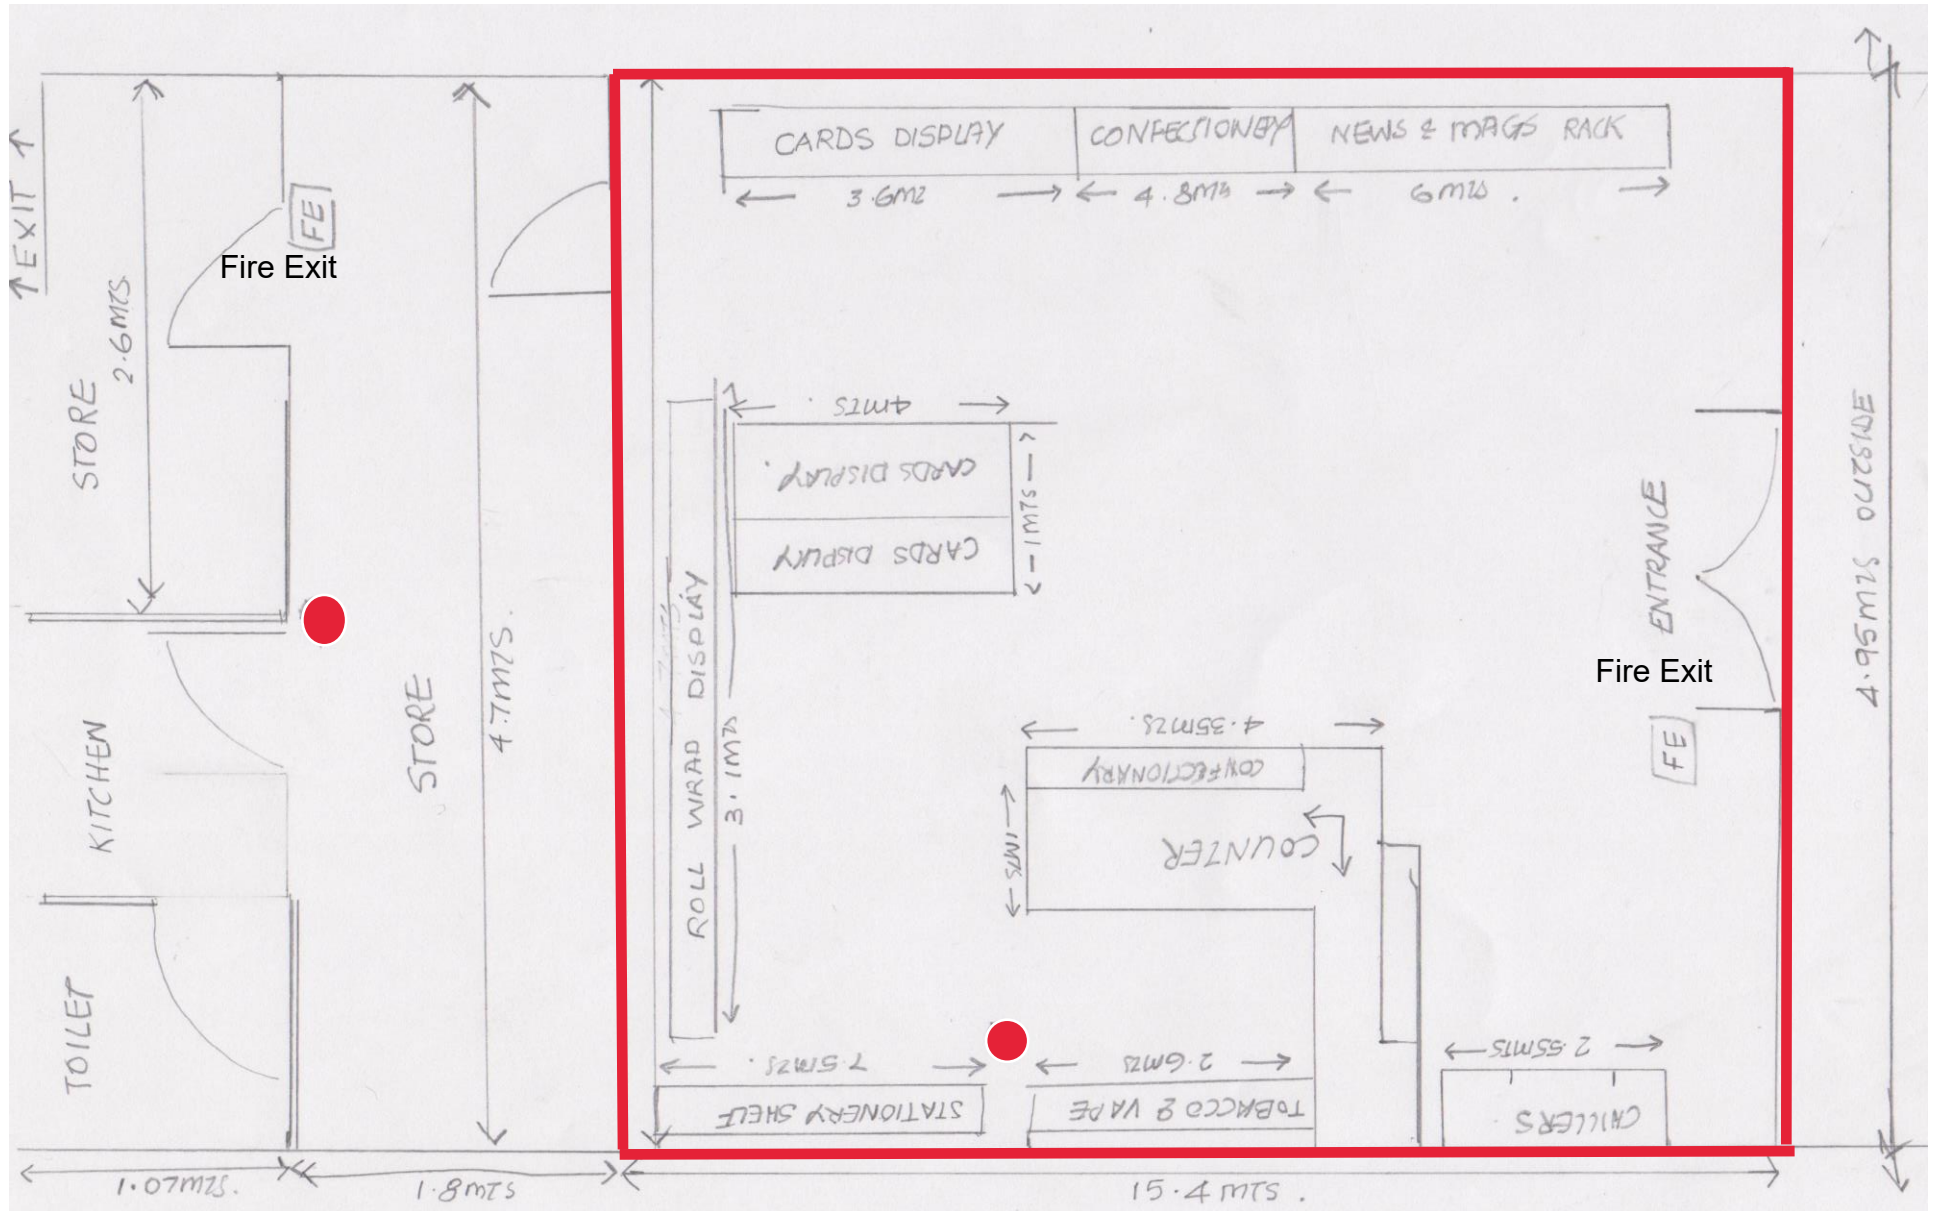 CARDS DISPLAY
CONFECTIONERY
NEWS & MAGS RACK
3.6MZ
4.8MTS
6MTS.
EXIT
FE
Fire Exit
2.6MTS
STORE
4MTS
CARDS DISPLAY.
CARDS DISPLAY
1MTS
ENTRANCE
4.95MTS OUTSIDE
Fire Exit
FE
ROLL WRAP DISPLAY
3.1MTS
STORE
4.7MTS.
KITCHEN
TOILET
4.35MTS.
CONFECTIONARY
1MTS
COUNTER
7.5MTS.
2.6MTS
2.55MTS
STATIONERY SHELF
TOBACCO & VAPE
CHILLERS
1.07MTS.
1.8MTS
15.4MTS.